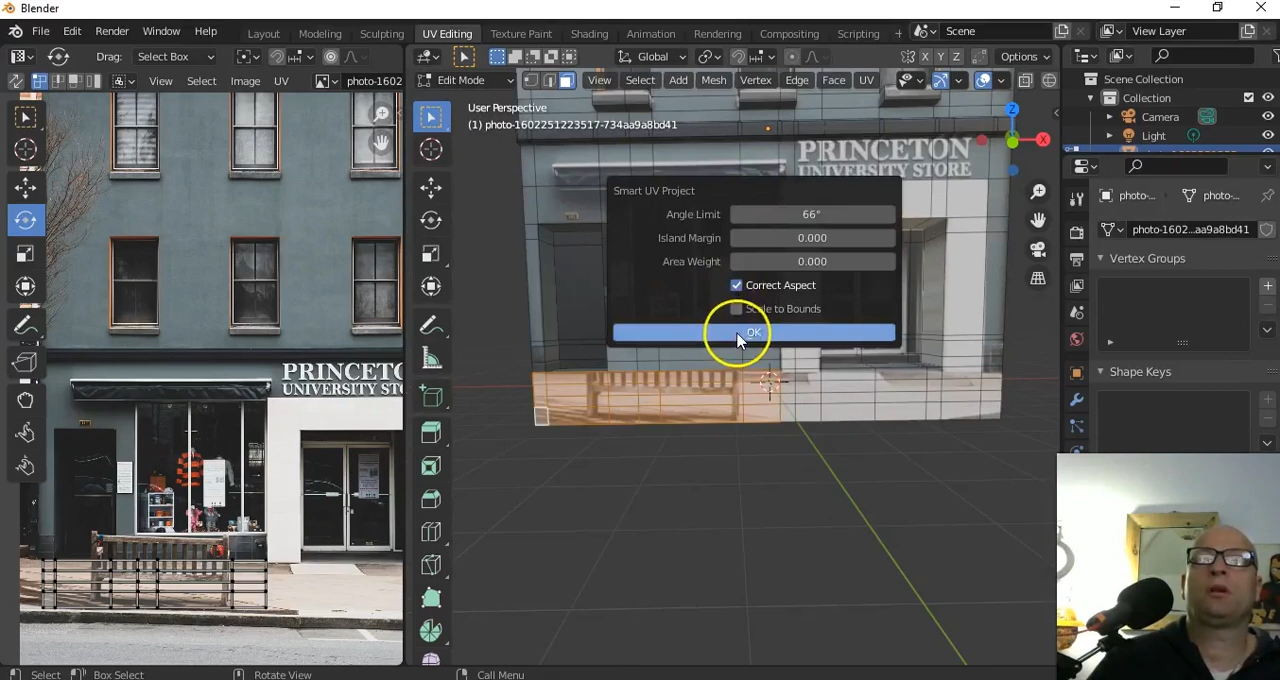 Blender
File Edit Render Window Help
Layout Modeling Sculpting UV Editing Texture Paint Shading Animation Rendering Compositing Scripting
Scene
View Layer
Drag: Select Box
Global
Options
View Select Image UV
photo-1602
Edit Mode
View Select Add Mesh Vertex Edge Face UV
User Perspective
(1) photo-1602251223517-734aa9a8bd41
Z
X
PRINCETON
UNIVERSITY STORE
Smart UV Project
Angle Limit 66°
Island Margin 0.000
Area Weight 0.000
Correct Aspect
Scale to Bounds
OK
PRINCETO
UNIVERSITY STO
Scene Collection
Collection
Camera
Light
photo-... photo-...
photo-1602...aa9a8bd41
Vertex Groups
Shape Keys
Select
Box Select
Rotate View
Call Menu